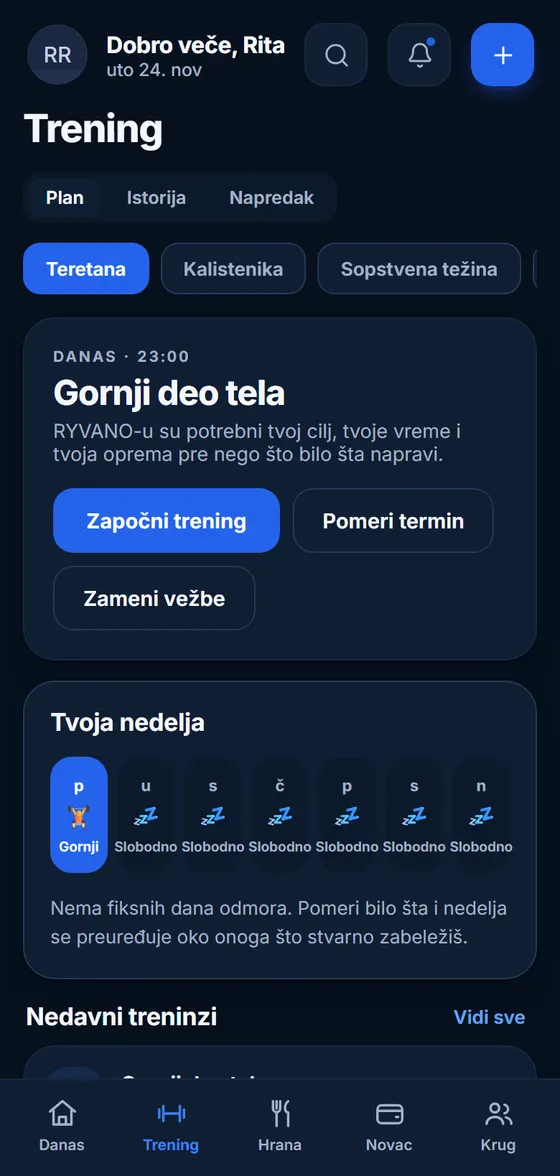 RR
Dobro veče, Rita
uto 24. nov
Trening
Plan
Istorija
Napredak
Teretana
Kalistenika
Sopstvena težina
DANAS · 23:00
Gornji deo tela
RYVANO-u su potrebni tvoj cilj, tvoje vreme i
tvoja oprema pre nego što bilo šta napravi.
Započni trening
Pomeri termin
Zameni vežbe
Tvoja nedelja
p
u
s
č
p
s
n
Gornji
Slobodno
Slobodno
Slobodno
Slobodno
Slobodno
Slobodno
Nema fiksnih dana odmora. Pomeri bilo šta i nedelja
se preuređuje oko onoga što stvarno zabeležiš.
Nedavni treninzi
Vidi sve
Danas
Trening
Hrana
Novac
Krug